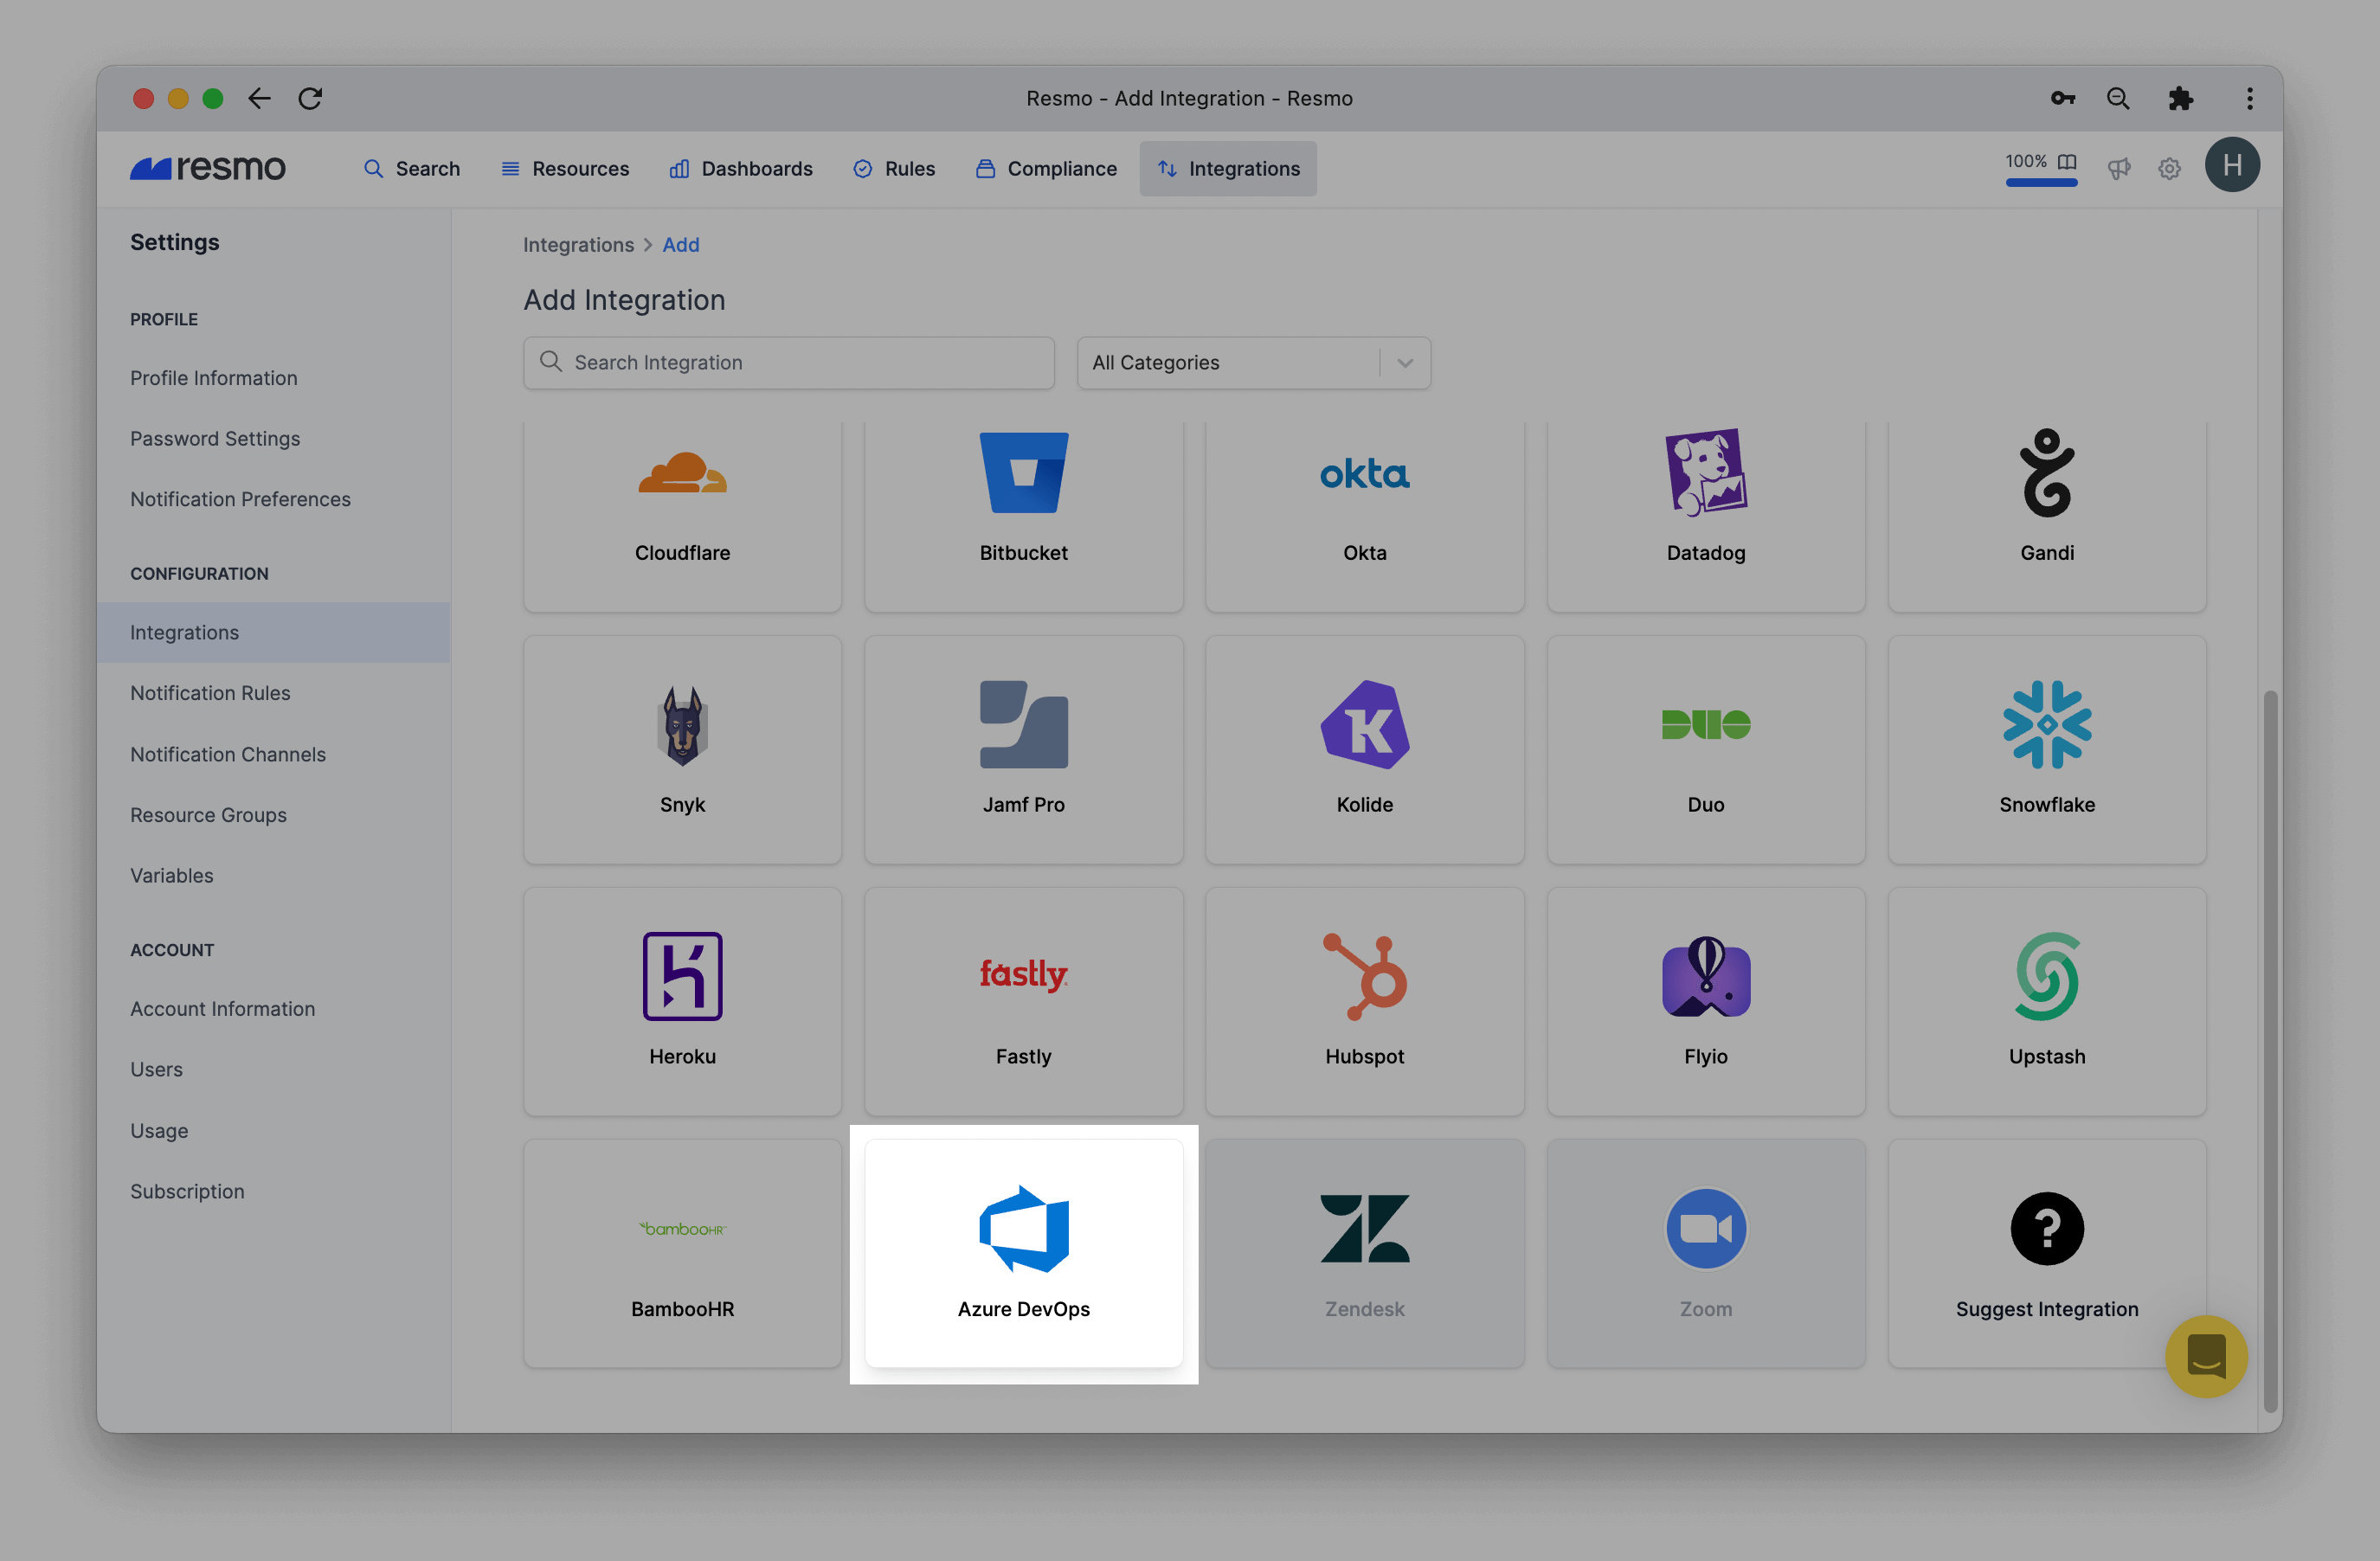 Resmo - Add Integration - Resmo
resmo
Search
Resources
Dashboards
Rules
Compliance
Integrations
100%
H
Settings
PROFILE
Profile Information
Password Settings
Notification Preferences
CONFIGURATION
Integrations
Notification Rules
Notification Channels
Resource Groups
Variables
ACCOUNT
Account Information
Users
Usage
Subscription
Integrations > Add
Add Integration
Search Integration
All Categories
okta
Cloudflare
Bitbucket
Okta
Datadog
Gandi
K
DUO
Snyk
Jamf Pro
Kolide
Duo
Snowflake
fastly
Heroku
Fastly
Hubspot
Flyio
Upstash
bambooHR
?
BambooHR
Azure DevOps
Zendesk
Zoom
Suggest Integration